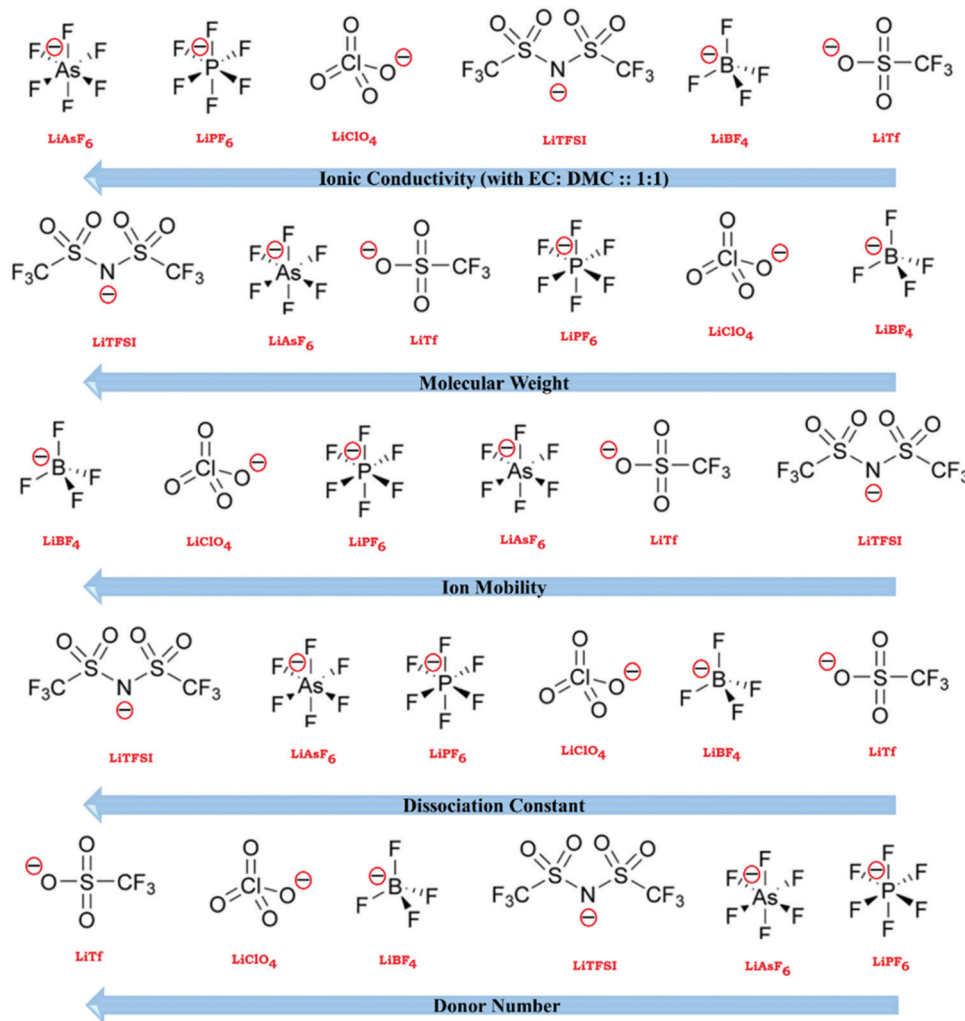 LiAsF6 LiPF6 LiClO4 LiTFSI LiBF4 LiTf
Ionic Conductivity (with EC: DMC :: 1:1)
LiTFSI LiAsF6 LiTf LiPF6 LiClO4 LiBF4
Molecular Weight
LiBF4 LiClO4 LiPF6 LiAsF6 LiTf LiTFSI
Ion Mobility
LiTFSI LiAsF6 LiPF6 LiClO4 LiBF4 LiTf
Dissociation Constant
LiTf LiClO4 LiBF4 LiTFSI LiAsF6 LiPF6
Donor Number